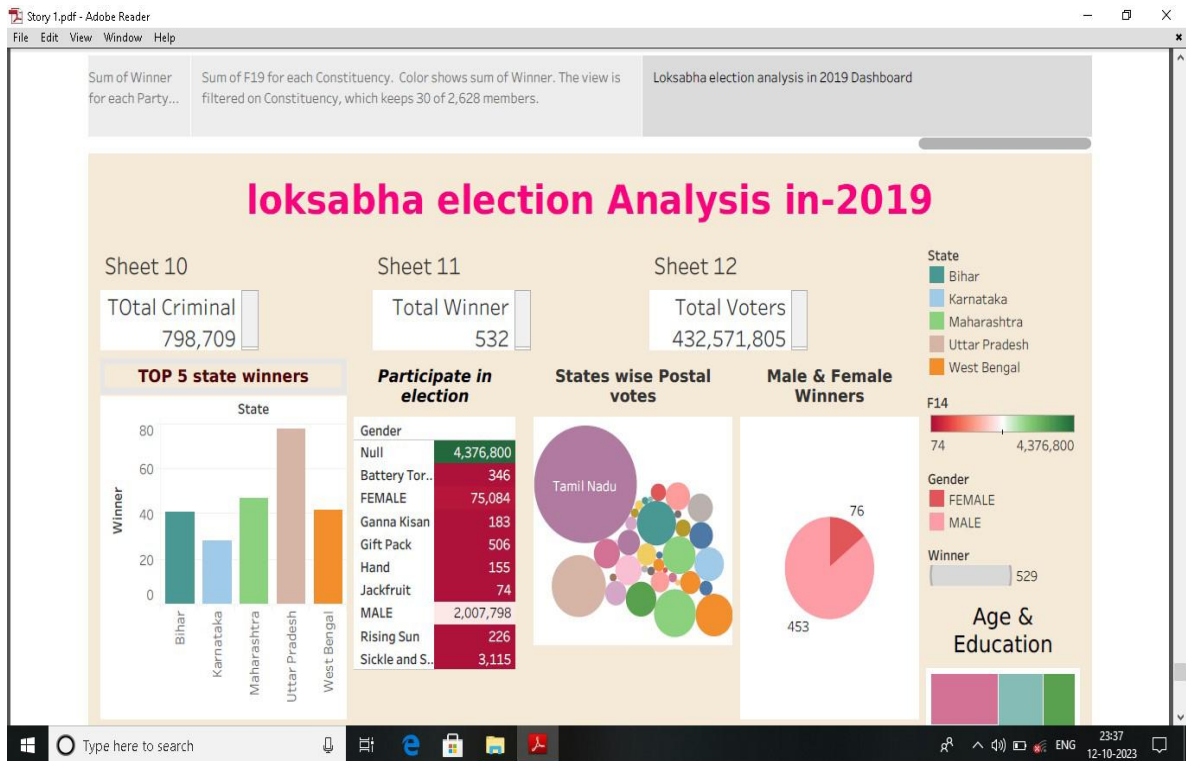 Story 1.pdf - Adobe Reader
File Edit View Window Help
Sum of Winner
for each Party...
Sum of F19 for each Constituency. Color shows sum of Winner. The view is
filtered on Constituency, which keeps 30 of 2,628 members.
Loksabha election analysis in 2019 Dashboard
loksabha election Analysis in-2019
Sheet 10
TOtal Criminal
798,709
Sheet 11
Total Winner
532
Sheet 12
Total Voters
432,571,805
TOP 5 state winners
State
Winner
80
60
40
20
0
Bihar
Karnataka
Maharashtra
Uttar Pradesh
West Bengal
Participate in
election
Gender
Null 4,376,800
Battery Tor.. 346
FEMALE 75,084
Ganna Kisan 183
Gift Pack 506
Hand 155
Jackfruit 74
MALE 2,007,798
Rising Sun 226
Sickle and S.. 3,115
States wise Postal
votes
Tamil Nadu
Male & Female
Winners
76
453
State
Bihar
Karnataka
Maharashtra
Uttar Pradesh
West Bengal
F14
74 4,376,800
Gender
FEMALE
MALE
Winner
529
Age &
Education
Type here to search
ENG
23:37
12-10-2023